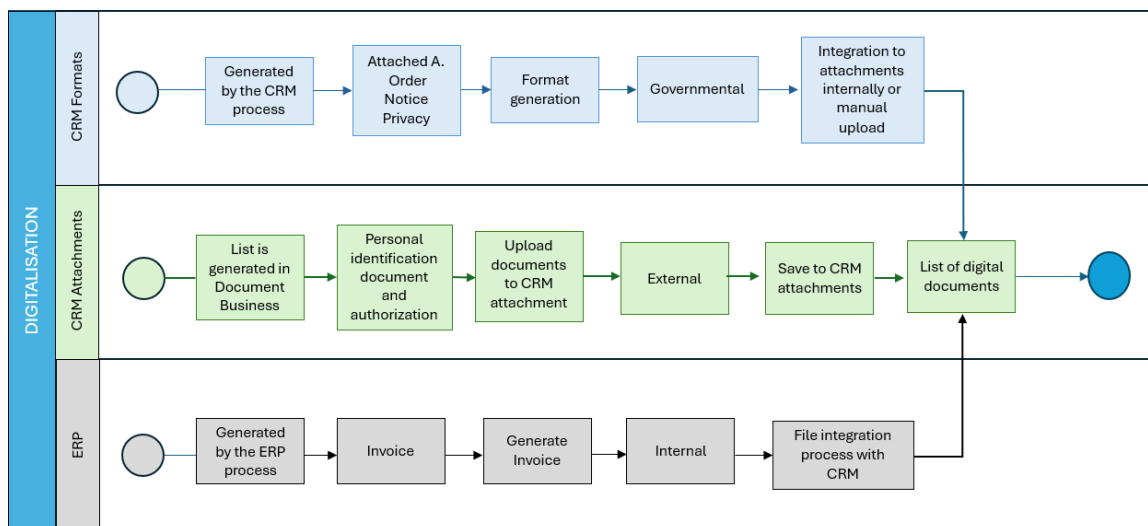 DIGITALISATION
CRM Formats
Generated
by the CRM
process
Attached A.
Order
Notice
Privacy
Format
generation
Governmental
Integration to
attachments
internally or
manual
upload
CRM Attachments
List is
generated in
Document
Business
Personal
identification
document
and
authorization
Upload
documents
to CRM
attachment
External
Save to CRM
attachments
List of digital
documents
ERP
Generated
by the ERP
process
Invoice
Generate
Invoice
Internal
File integration
process with
CRM